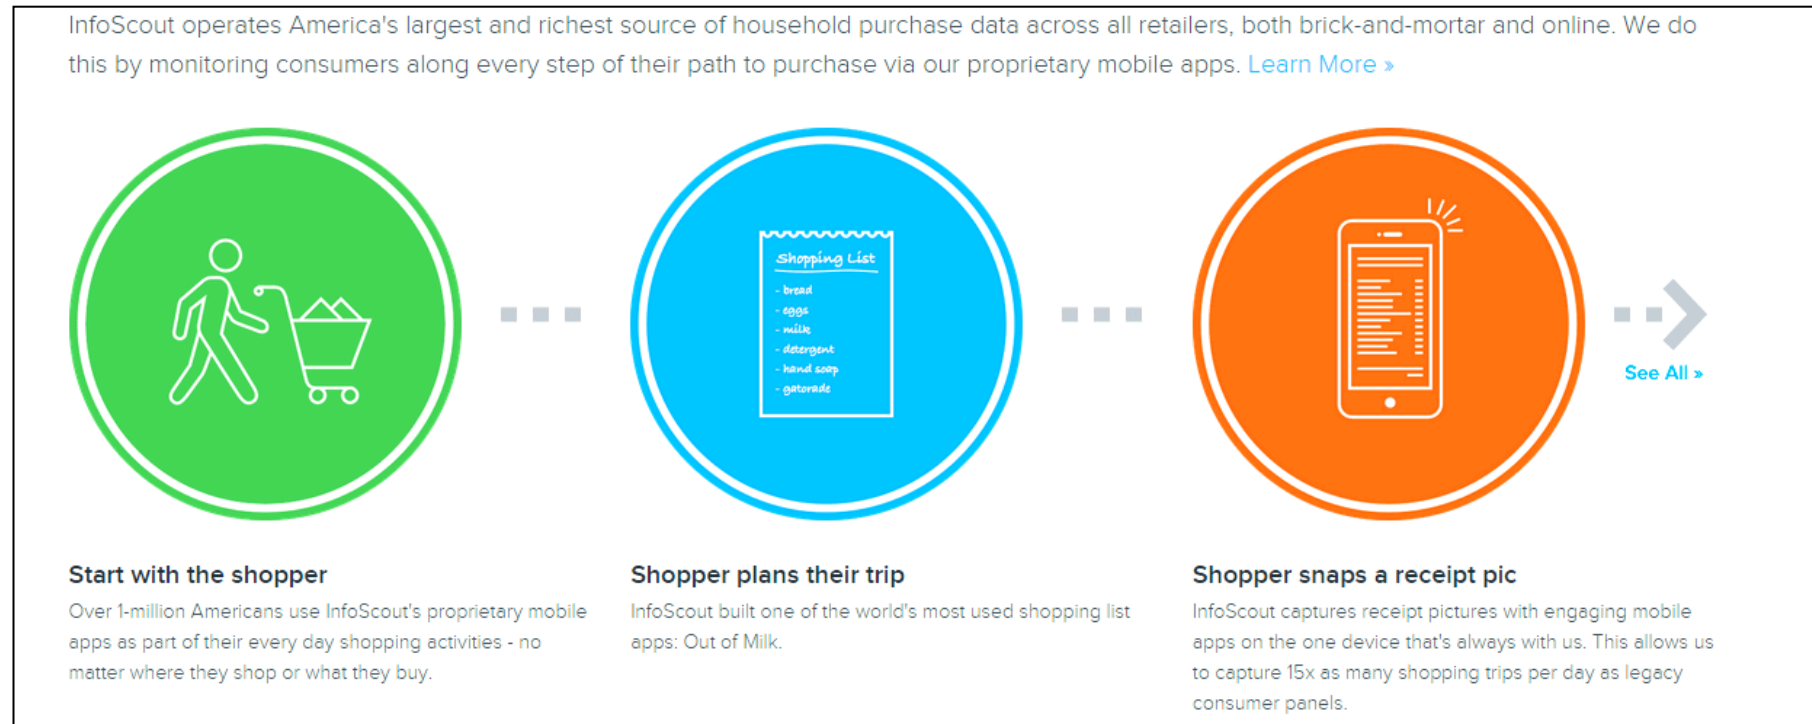 InfoScout operates America's largest and richest source of household purchase data across all retailers, both brick-and-mortar and online. We do
this by monitoring consumers along every step of their path to purchase via our proprietary mobile apps. Learn More »
Shopping List
- bread
- eggs
- milk
- detergent
- hand soap
- gatorade
See All »
Start with the shopper
Over 1-million Americans use InfoScout's proprietary mobile
apps as part of their every day shopping activities - no
matter where they shop or what they buy.
Shopper plans their trip
InfoScout built one of the world's most used shopping list
apps: Out of Milk.
Shopper snaps a receipt pic
InfoScout captures receipt pictures with engaging mobile
apps on the one device that's always with us. This allows us
to capture 15x as many shopping trips per day as legacy
consumer panels.